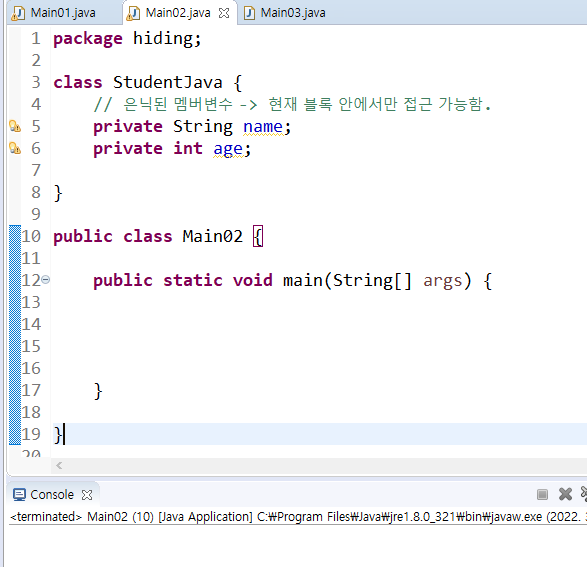 Main01.java Main02.java Main03.java
1 package hiding;
2
3 class StudentJava {
4 // 은닉된 멤버변수 -> 현재 블록 안에서만 접근 가능함.
5 private String name;
6 private int age;
7
8 }
9
10 public class Main02 {
11
12 public static void main(String[] args) {
13
14
15
16
17 }
18
19 }
20
Console
<terminated> Main02 (10) [Java Application] C:₩Program Files₩Java₩jre1.8.0_321₩bin₩javaw.exe (2022.